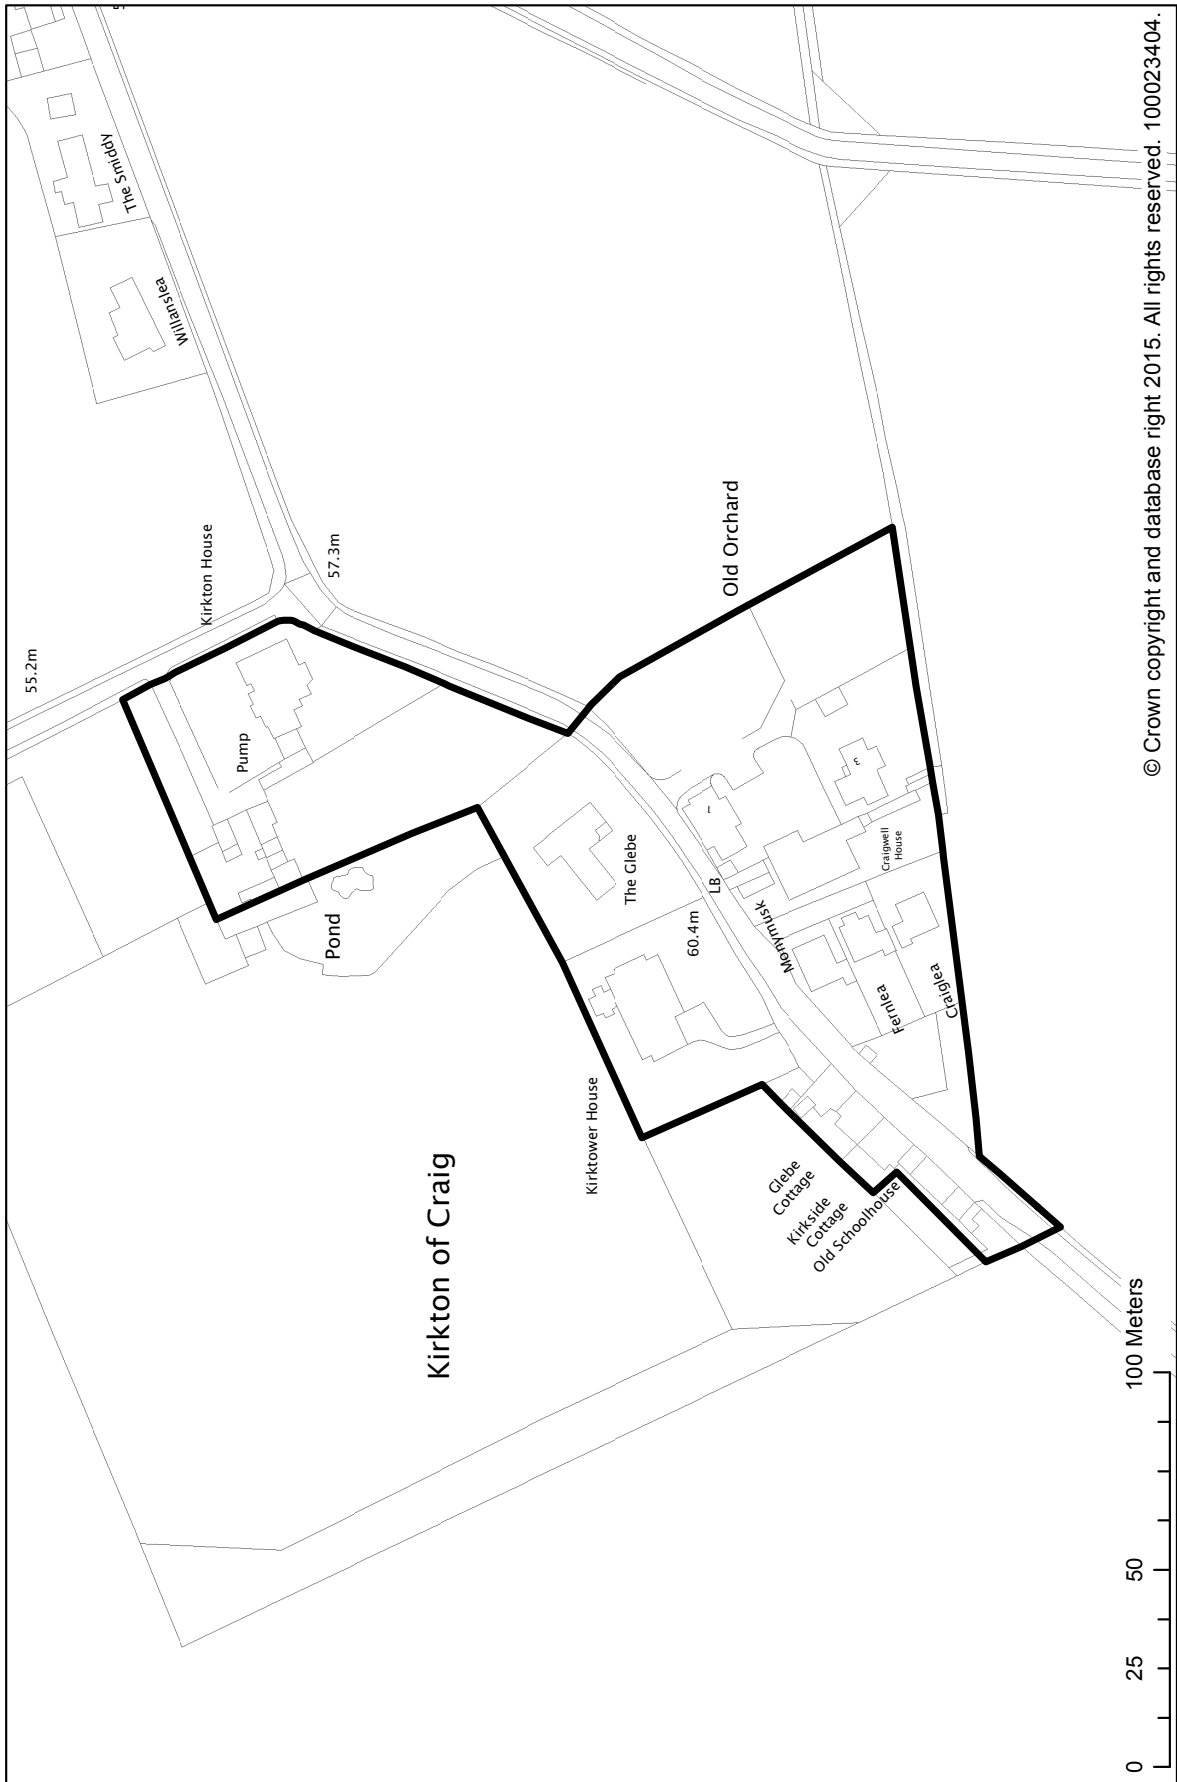 The Smiddy
Willanslea
Kirkton House
55.2m
57.3m
Pump
Pond
Old Orchard
The Glebe
LB
60.4m
1
3
Craigwell
House
Monymusk
Fernlea
Craiglea
Kirktower House
Kirkton of Craig
Glebe
Cottage
Kirkside
Cottage
Old Schoolhouse
0 25 50 100 Meters
© Crown copyright and database right 2015. All rights reserved. 100023404.